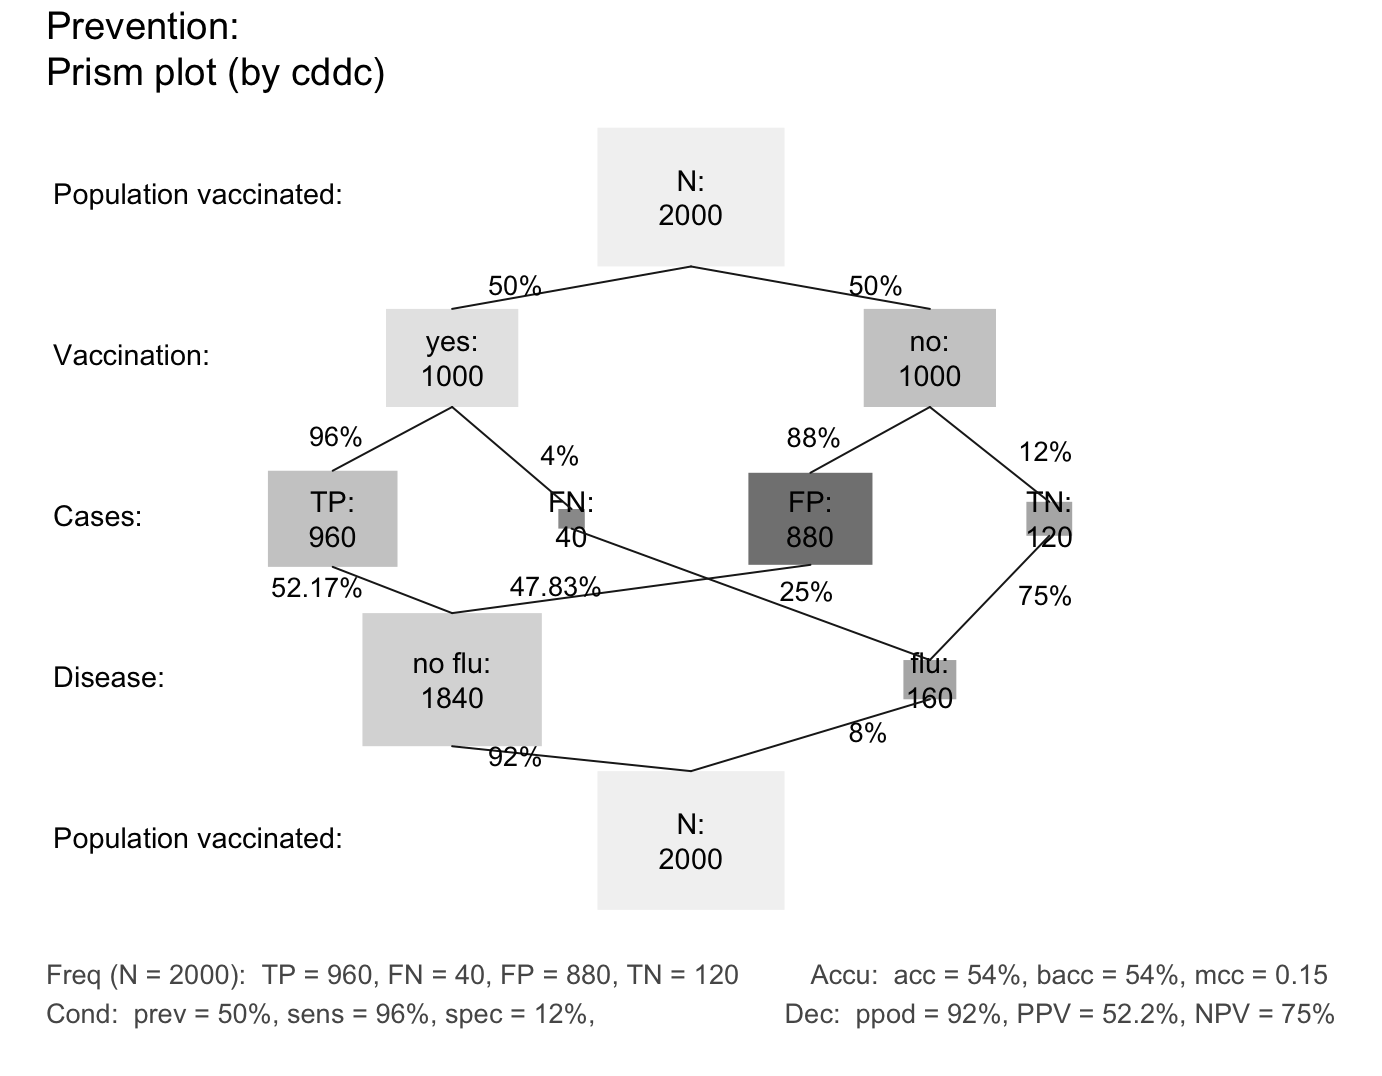 Prevention:
Prism plot (by cddc)
Population vaccinated:
N:
2000
50%
50%
Vaccination:
yes:
1000
no:
1000
96%
4%
88%
12%
Cases:
TP:
960
FN:
40
FP:
880
TN:
120
52.17%
47.83%
25%
75%
Disease:
no flu:
1840
flu:
160
92%
8%
Population vaccinated:
N:
2000
Freq (N = 2000):  TP = 960, FN = 40, FP = 880, TN = 120
Accu:  acc = 54%, bacc = 54%, mcc = 0.15
Cond:  prev = 50%, sens = 96%, spec = 12%,
Dec:  ppod = 92%, PPV = 52.2%, NPV = 75%